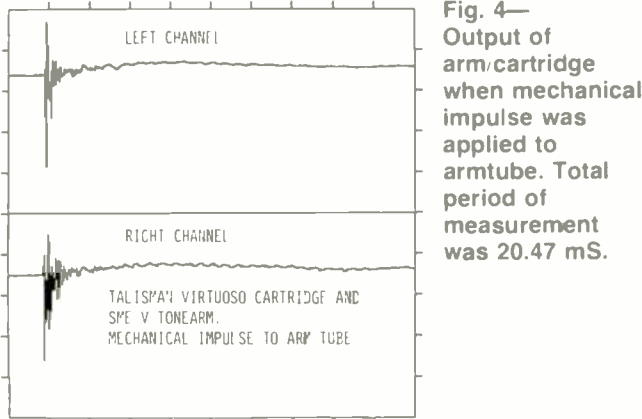 LEFT CHANNEL
RIGHT CHANNEL
TALISMAN VIRTUOSO CARTRIDGE AND
SME V TONEARM.
MECHANICAL IMPULSE TO ARM TUBE
Fig. 4—
Output of
arm/cartridge
when mechanical
impulse was
applied to
armtube. Total
period of
measurement
was 20.47 mS.